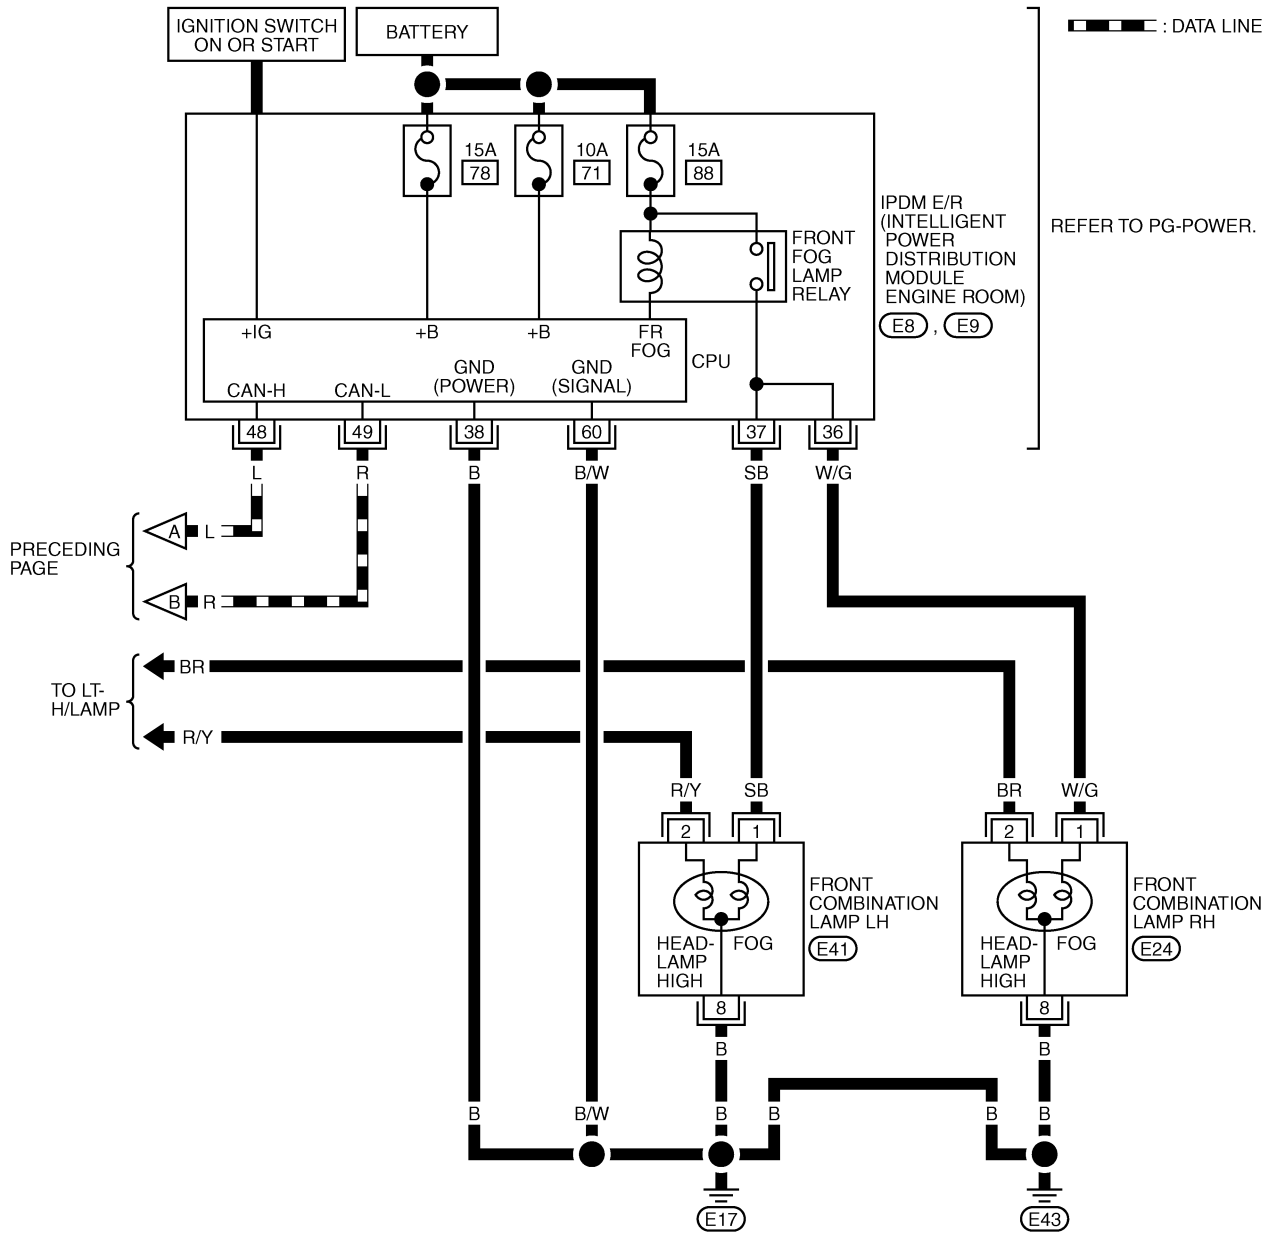 IGNITION SWITCH
ON OR START
BATTERY
: DATA LINE
15A
78
10A
71
15A
88
IPDM E/R
(INTELLIGENT
POWER
DISTRIBUTION
MODULE
ENGINE ROOM)
E8 , E9
REFER TO PG-POWER.
FRONT
FOG
LAMP
RELAY
+IG
+B
+B
FR
FOG
CPU
CAN-H
CAN-L
GND
(POWER)
GND
(SIGNAL)
48
49
38
60
37
36
L
R
B
B/W
SB
W/G
PRECEDING
PAGE
A
L
B
R
TO LT-
H/LAMP
BR
R/Y
R/Y
SB
BR
W/G
2
1
2
1
FRONT
COMBINATION
LAMP LH
E41
HEAD-
LAMP
HIGH
FOG
FRONT
COMBINATION
LAMP RH
E24
HEAD-
LAMP
HIGH
FOG
8
8
B
B
B
B/W
B
B
B
B
E17
E43